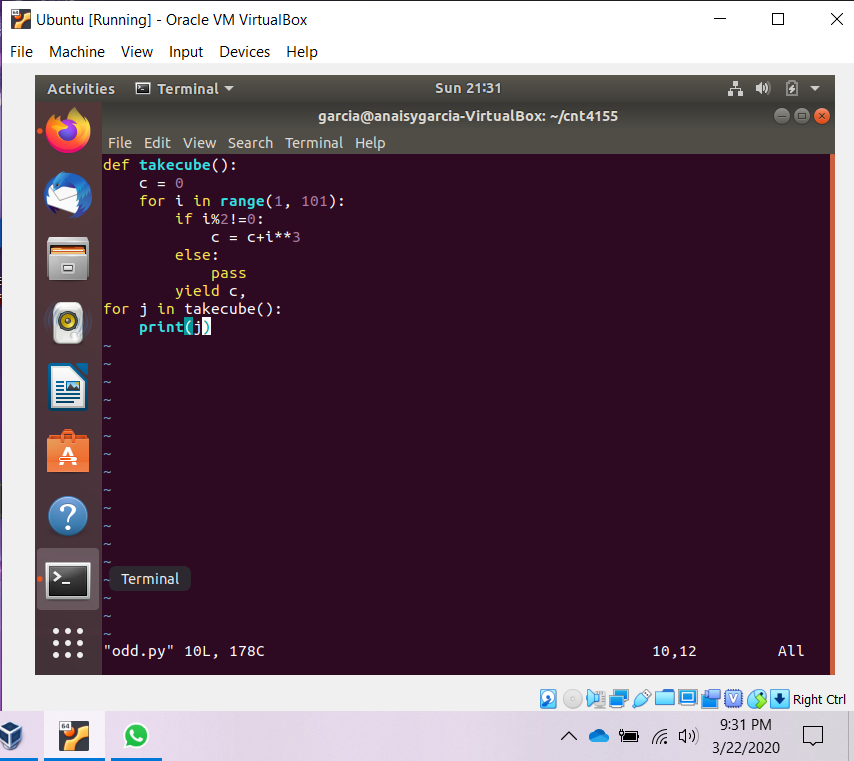 Ubuntu [Running] - Oracle VM VirtualBox
File Machine View Input Devices Help
Activities Terminal Sun 21:31
garcia@anaisygarcia-VirtualBox: ~/cnt4155
File Edit View Search Terminal Help
def takecube():
    c = 0
    for i in range(1, 101):
        if i%2!=0:
            c = c+i**3
        else:
            pass
        yield c,
for j in takecube():
    print(j)
~
~
~
~
~
~
~
~
~
~
~
~
~
~
Terminal
~
~
~
"odd.py" 10L, 178C 10,12 All
Right Ctrl
64
9:31 PM
3/22/2020